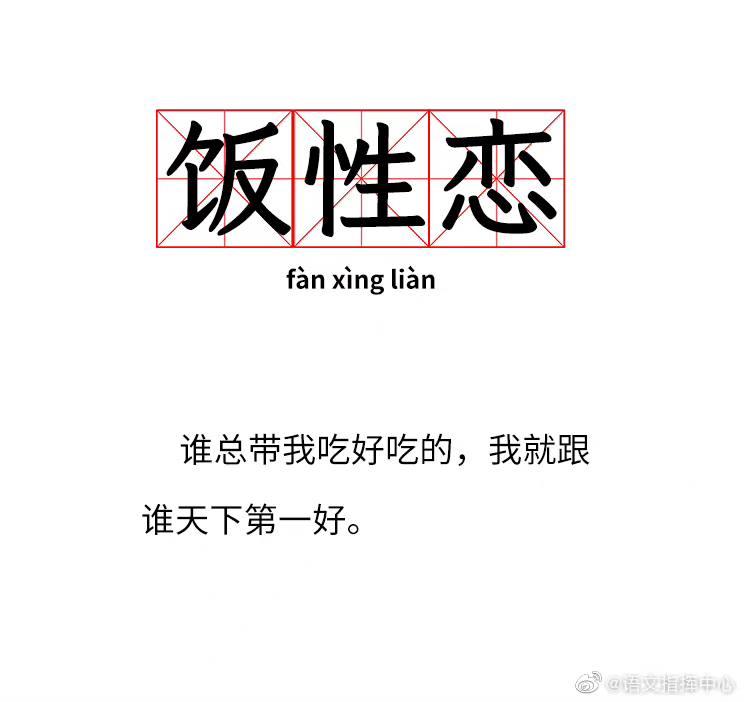 饭性恋
fàn xìng liàn
谁总带我吃好吃的，我就跟
谁天下第一好。
@语文指挥中心